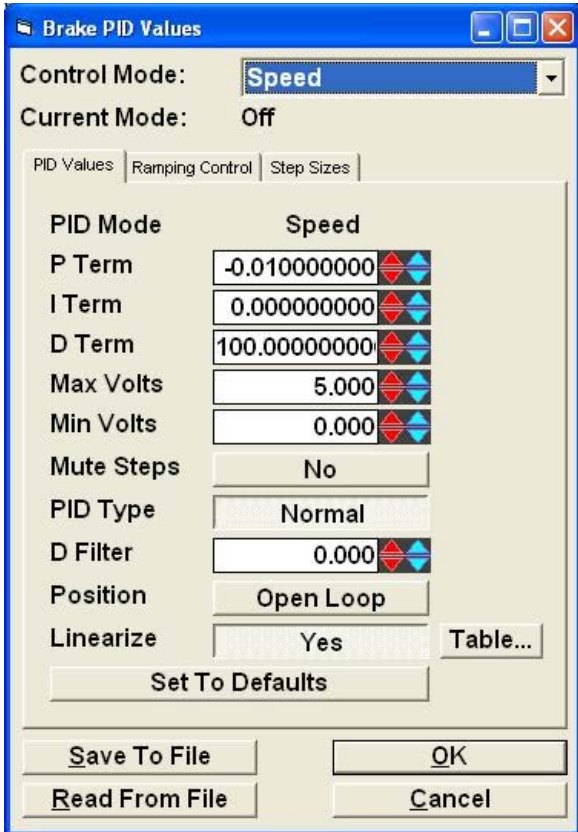 Brake PID Values
Control Mode: Speed
Current Mode: Off
PID Values Ramping Control Step Sizes
PID Mode Speed
P Term -0.010000000
I Term 0.000000000
D Term 100.00000000
Max Volts 5.000
Min Volts 0.000
Mute Steps No
PID Type Normal
D Filter 0.000
Position Open Loop
Linearize Yes Table...
Set To Defaults
Save To File OK
Read From File Cancel